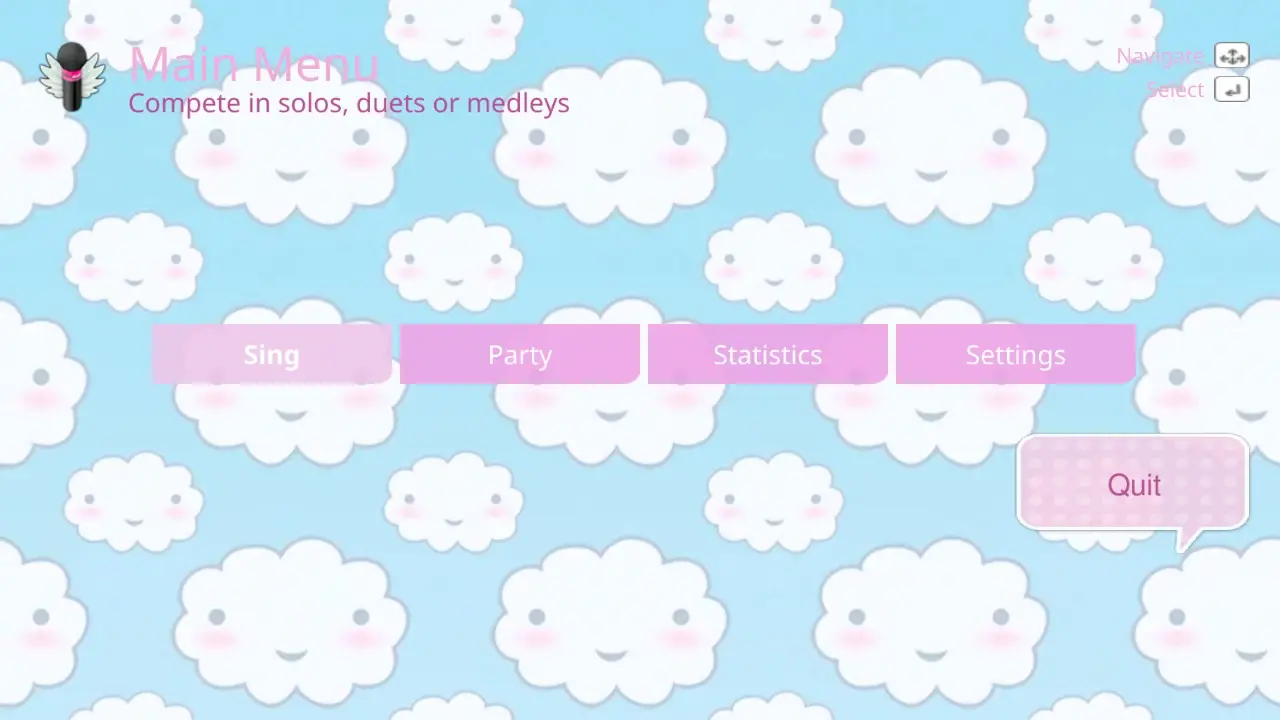 Main Menu
Compete in solos, duets or medleys
Navigate
Select
Sing
Party
Statistics
Settings
Quit